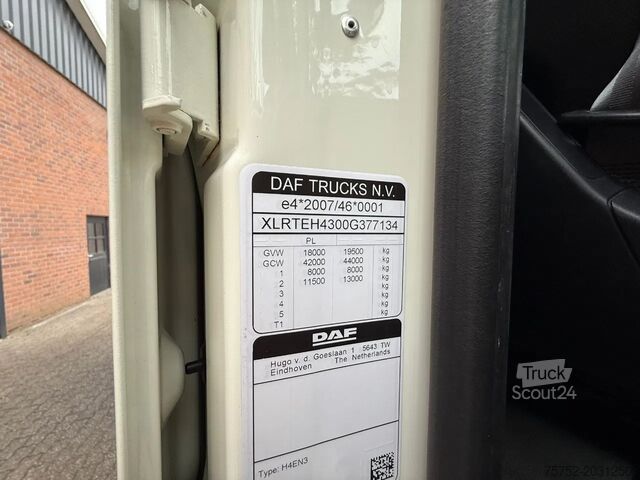 DAF TRUCKS N.V.
e4*2007/46*0001
XLRTEH4300G377134
PL
GVW 18000 19500 kg
GCW 42000 44000 kg
1 8000 8000 kg
2 11500 13000 kg
3 kg
4 kg
5 kg
T1
DAF
Hugo v. d. Goeslaan 1 5643 TW
Eindhoven The Netherlands
Type: H4EN3
Truck
Scout24